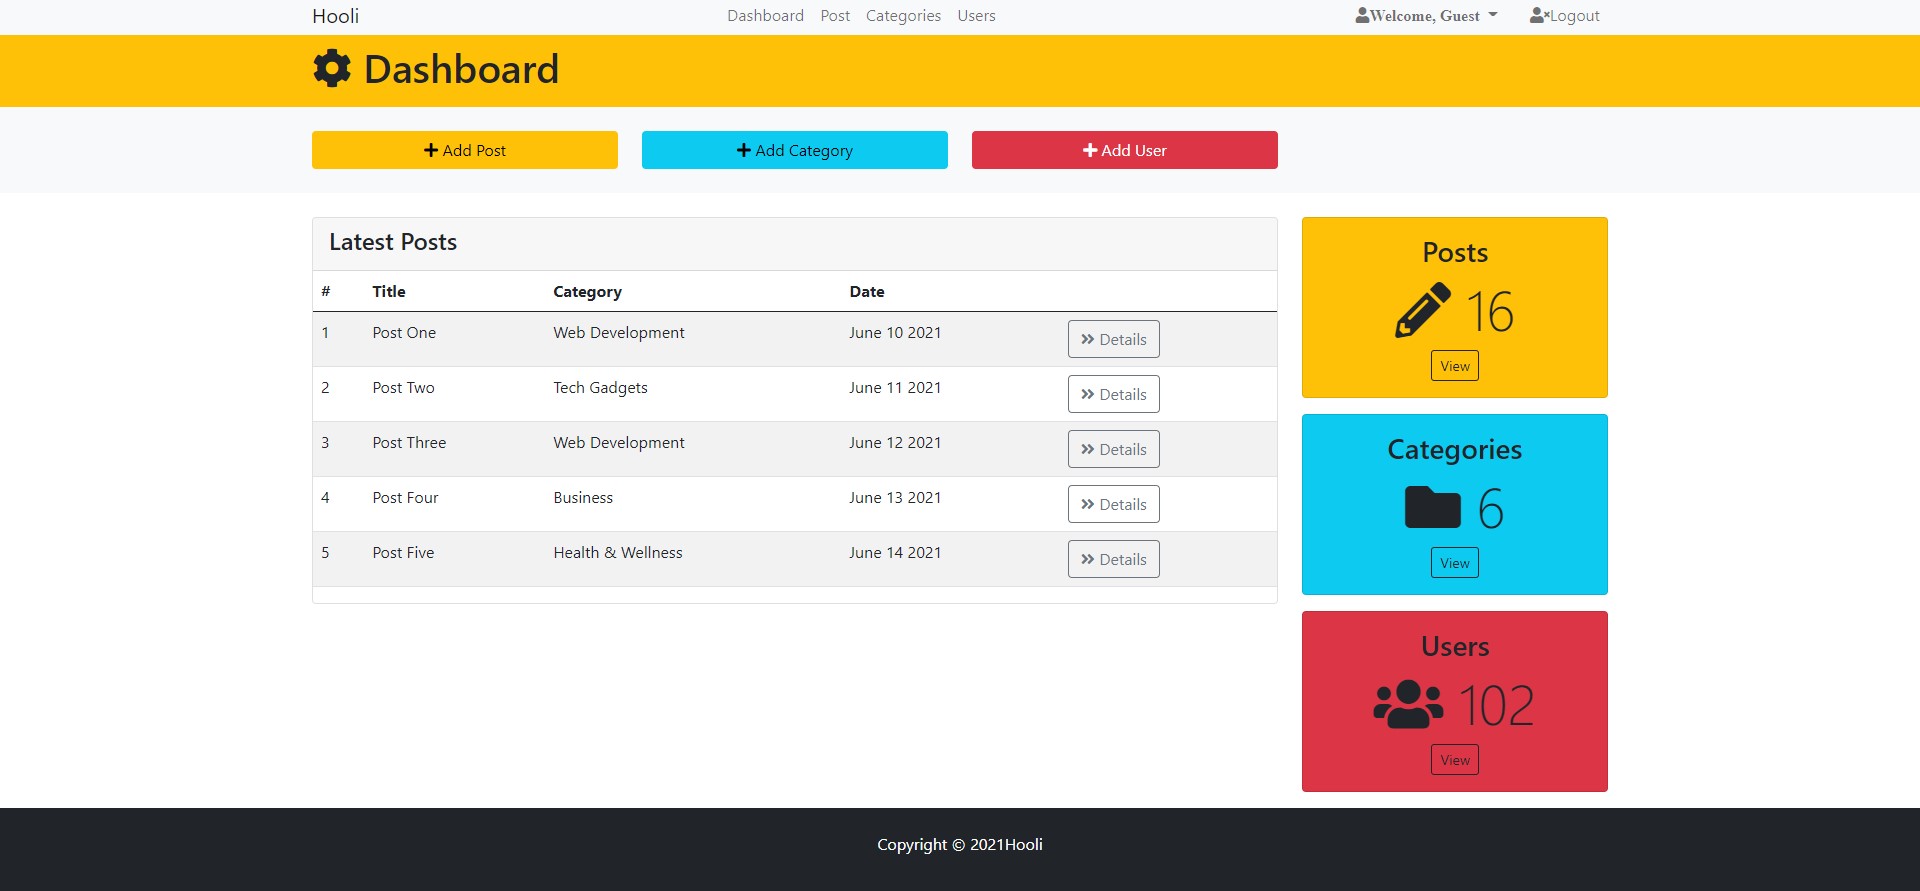 Hooli Dashboard Post Categories Users Welcome, Guest Logout
Dashboard
Add Post Add Category Add User
Latest Posts
# Title Category Date
1 Post One Web Development June 10 2021 Details
2 Post Two Tech Gadgets June 11 2021 Details
3 Post Three Web Development June 12 2021 Details
4 Post Four Business June 13 2021 Details
5 Post Five Health & Wellness June 14 2021 Details
Posts
16
View
Categories
6
View
Users
102
View
Copyright © 2021Hooli